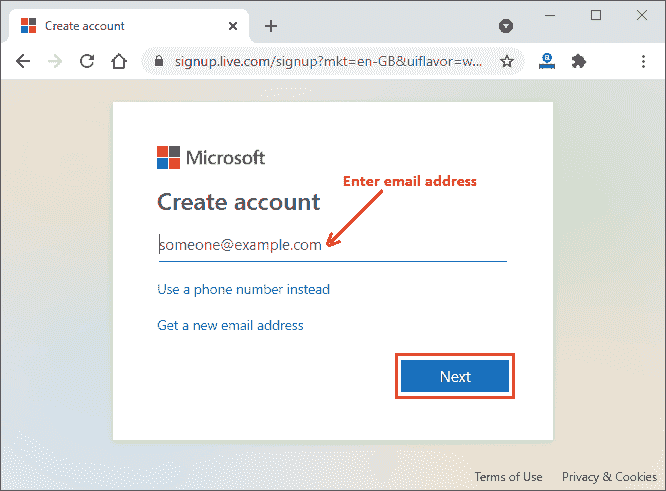 Create account
signup.live.com/signup?mkt=en-GB&uiflavor=w...
Microsoft
Enter email address
Create account
someone@example.com
Use a phone number instead
Get a new email address
Next
Terms of Use Privacy & Cookies